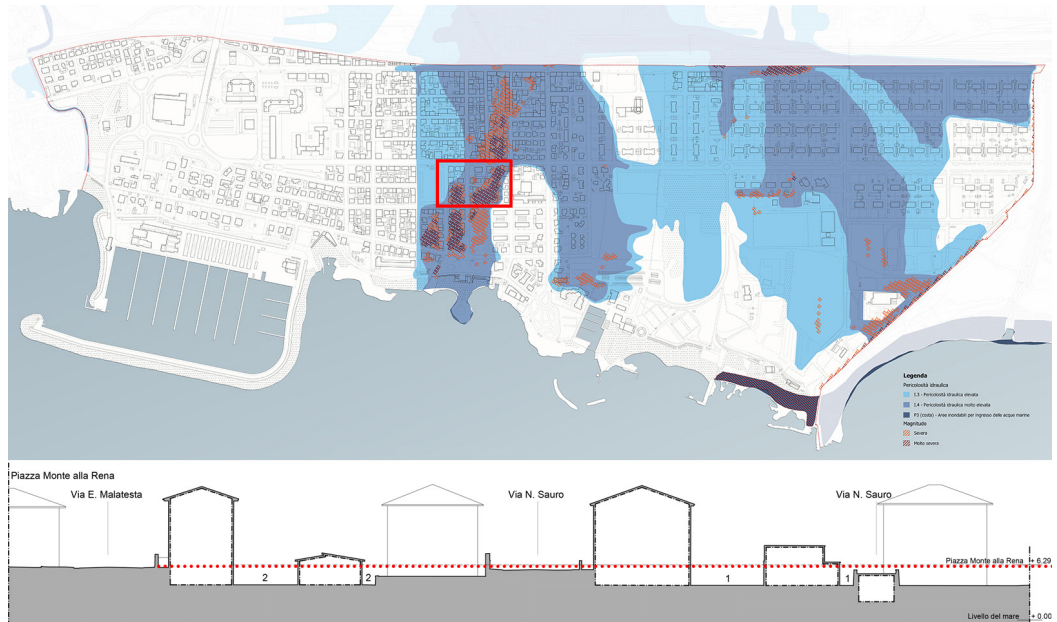 Legenda
Pericolosità idraulica
I.3 - Pericolosità idraulica elevata
I.4 - Pericolosità idraulica molto elevata
P3 (costa) - Aree inondabili per ingresso delle acque marine
Magnitudo
Severa
Molto severa
Piazza Monte alla Rena
Via E. Malatesta
Via N. Sauro
Via N. Sauro
Piazza Monte alla Rena
+ 6.29
2
2
1
1
Livello del mare
+ 0.00